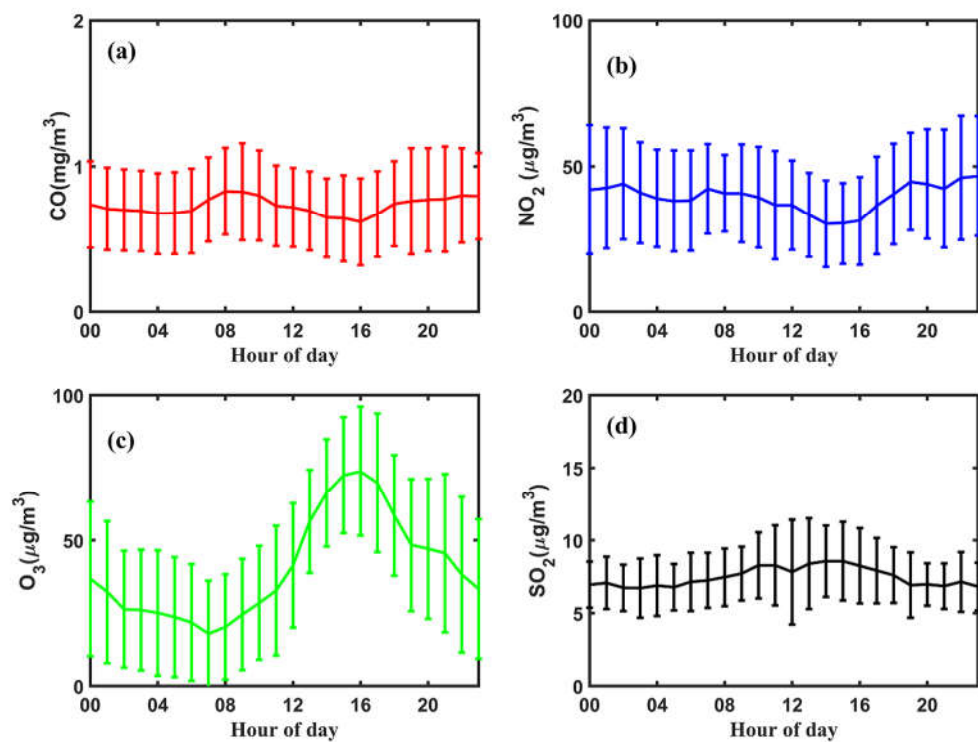 2
(a)
1
0
CO(mg/m³)
00 04 08 12 16 20
Hour of day
100
(b)
50
0
NO₂ (μg/m³)
00 04 08 12 16 20
Hour of day
100
(c)
50
0
O₃(μg/m³)
00 04 08 12 16 20
Hour of day
20
(d)
15
10
5
0
SO₂(μg/m³)
00 04 08 12 16 20
Hour of day